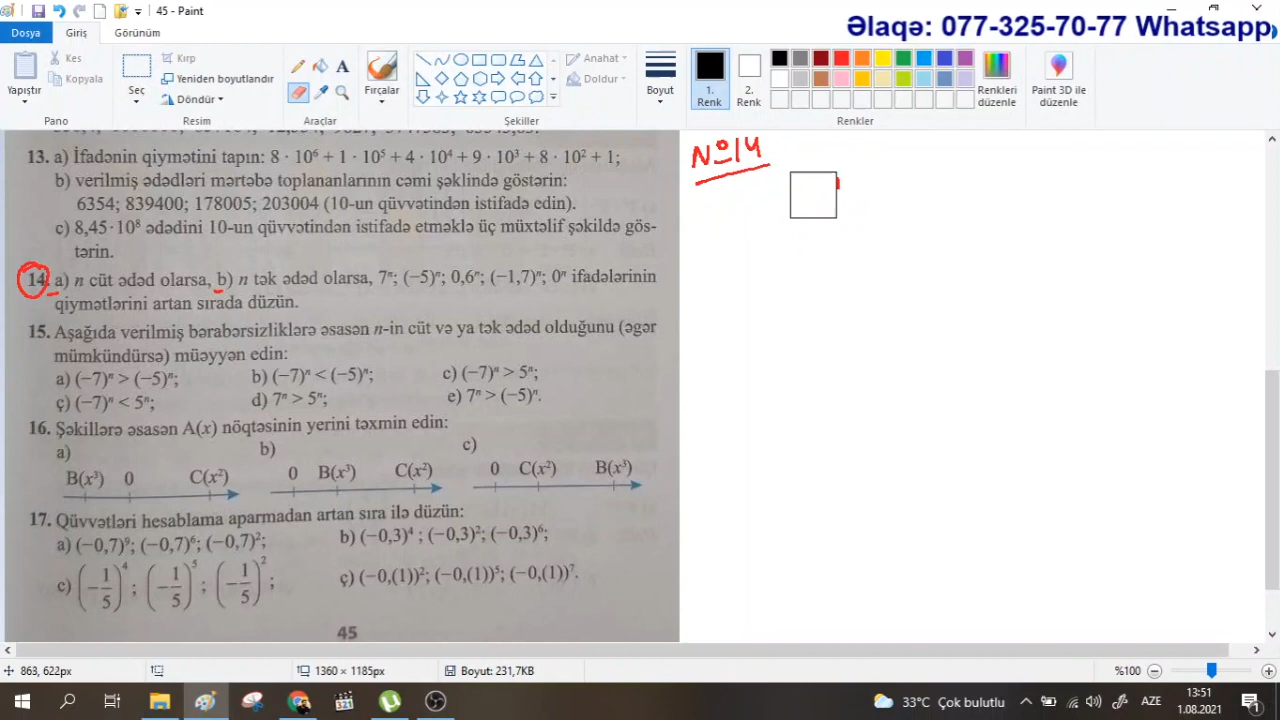 45 - Paint
Əlaqə: 077-325-70-77 Whatsapp
Dosya Giriş Görünüm
Yapıştır
Kes
Kopyala
Seç
Kırp
Yeniden boyutlandır
Döndür
A
Fırçalar
Anahat
Doldur
Boyut
1. Renk
2. Renk
Renkleri düzenle
Paint 3D ile düzenle
Pano Resim Araçlar Şekiller Renkler
13. a) İfadənin qiymətini tapın: 8 · 10⁶ + 1 · 10⁵ + 4 · 10⁴ + 9 · 10³ + 8 · 10² + 1;
b) verilmiş ədədləri mərtəbə toplananlarının cəmi şəklində göstərin:
6354; 839400; 178005; 203004 (10-un qüvvətindən istifadə edin).
c) 8,45·10⁸ ədədini 10-un qüvvətindən istifadə etməklə üç müxtəlif şəkildə gös-
tərin.
14. a) n cüt ədəd olarsa, b) n tək ədəd olarsa, 7ⁿ; (−5)ⁿ; 0,6ⁿ; (−1,7)ⁿ; 0ⁿ ifadələrinin
qiymətlərini artan sırada düzün.
15. Aşağıda verilmiş bərabərsizliklərə əsasən n-in cüt və ya tək ədəd olduğunu (əgər
mümkündürsə) müəyyən edin:
a) (−7)ⁿ > (−5)ⁿ; b) (−7)ⁿ < (−5)ⁿ; c) (−7)ⁿ > 5ⁿ;
ç) (−7)ⁿ < 5ⁿ; d) 7ⁿ > 5ⁿ; e) 7ⁿ > (−5)ⁿ.
16. Şəkillərə əsasən A(x) nöqtəsinin yerini təxmin edin:
a) b) c)
B(x³) 0 C(x²) 0 B(x³) C(x²) 0 C(x²) B(x³)
17. Qüvvətləri hesablama aparmadan artan sıra ilə düzün:
a) (−0,7)⁹; (−0,7)⁶; (−0,7)²; b) (−0,3)⁴ ; (−0,3)²; (−0,3)⁶;
c) (−1/5)⁴ ; (−1/5)⁵ ; (−1/5)² ; ç) (−0,(1))²; (−0,(1))⁵; (−0,(1))⁷.
45
№14
863, 622px 1360 × 1185px Boyut: 231,7KB %100
33°C Çok bulutlu AZE 13:51
1.08.2021